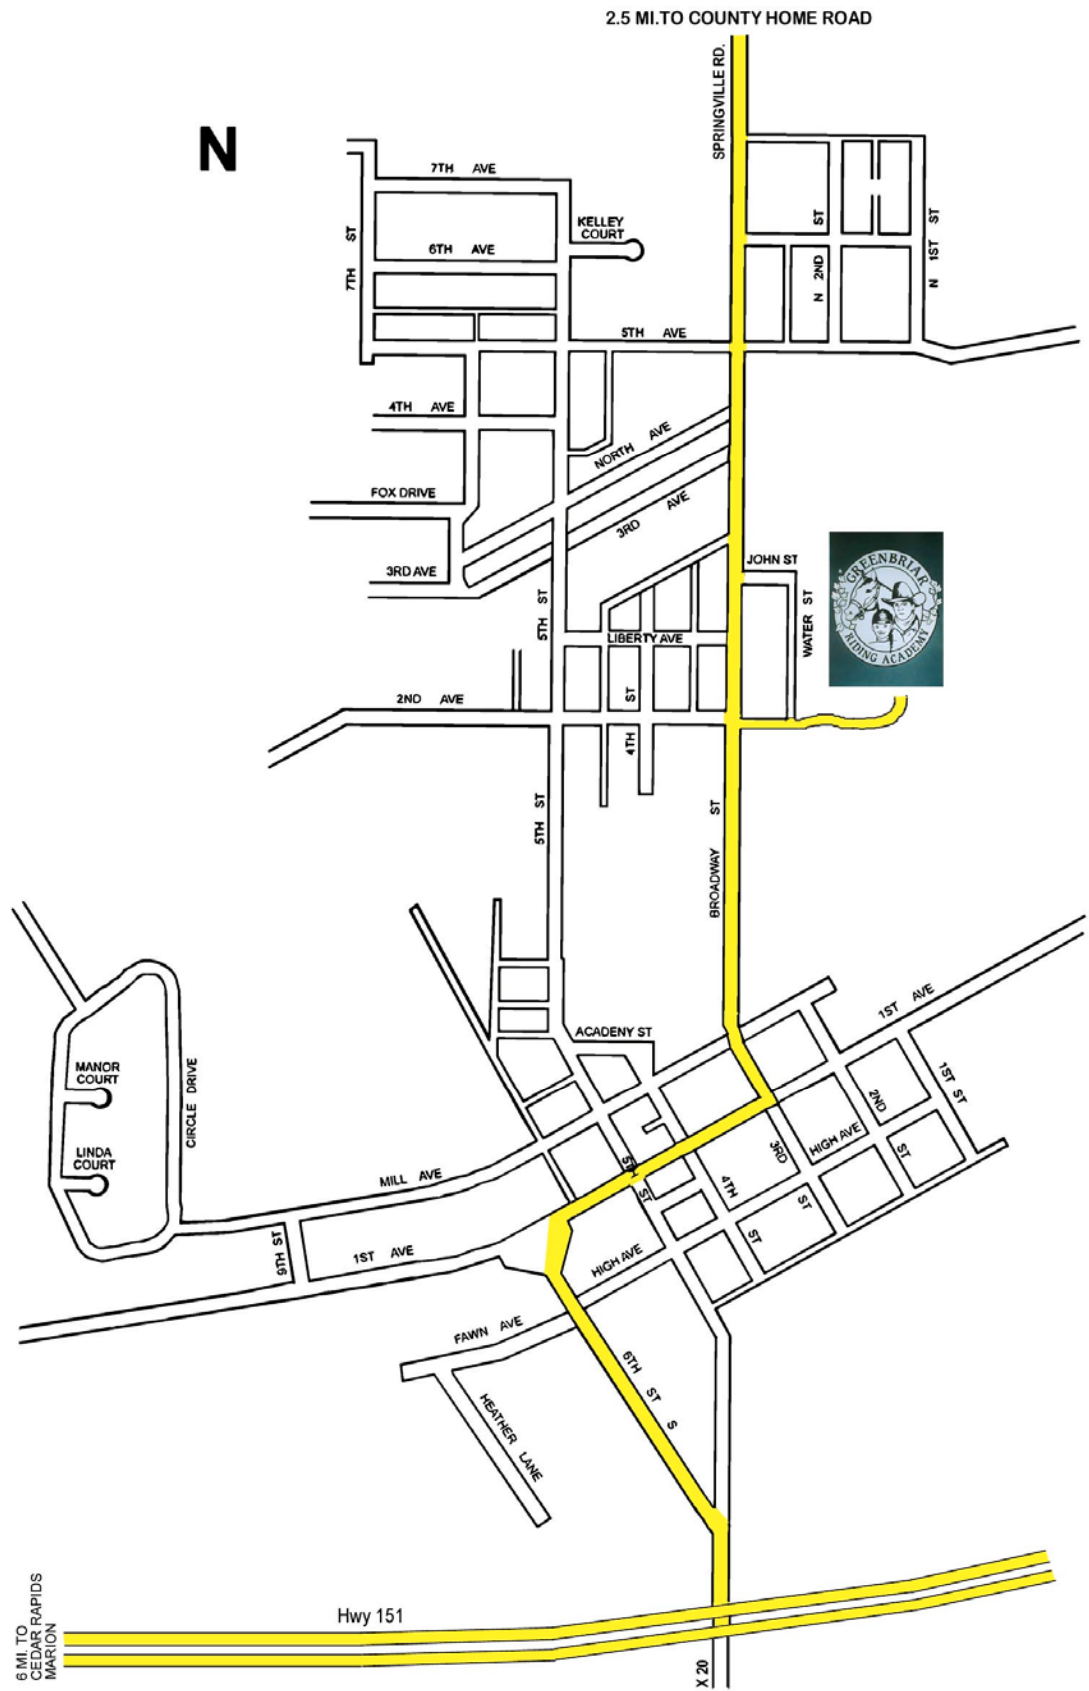 2.5 MI.TO COUNTY HOME ROAD
SPRINGVILLE RD.
N
7TH AVE
KELLEY
COURT
7TH ST
6TH AVE
N 2ND ST
N 1ST ST
5TH AVE
4TH AVE
NORTH AVE
FOX DRIVE
3RD AVE
3RD AVE
JOHN ST
GREENBRIAR
RIDING ACADEMY
5TH ST
WATER ST
LIBERTY AVE
2ND AVE
4TH ST
5TH ST
BROADWAY ST
1ST AVE
ACADENY ST
MANOR
COURT
CIRCLE DRIVE
1ST ST
2ND ST
LINDA
COURT
HIGH AVE
3RD ST
MILL AVE
5TH ST
4TH ST
9TH ST
1ST AVE
HIGH AVE
FAWN AVE
6TH ST S
HEATHER LANE
6 MI. TO
CEDAR RAPIDS
MARION
Hwy 151
X 20